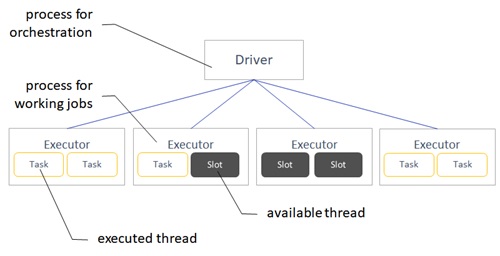 process for
orchestration
Driver
process for
working jobs
Executor
Task Task
Executor
Task Slot
Executor
Slot Slot
Executor
Task Task
available thread
executed thread